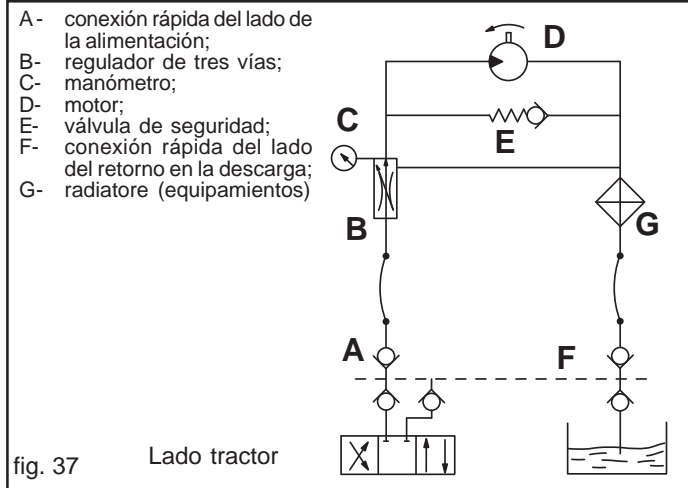 A- conexión rápida del lado de
la alimentación;
B- regulador de tres vías;
C- manómetro;
D- motor;
E- válvula de seguridad;
F- conexión rápida del lado
del retorno en la descarga;
G- radiatore (equipamientos)
D
C
E
B
G
A
F
fig. 37
Lado tractor